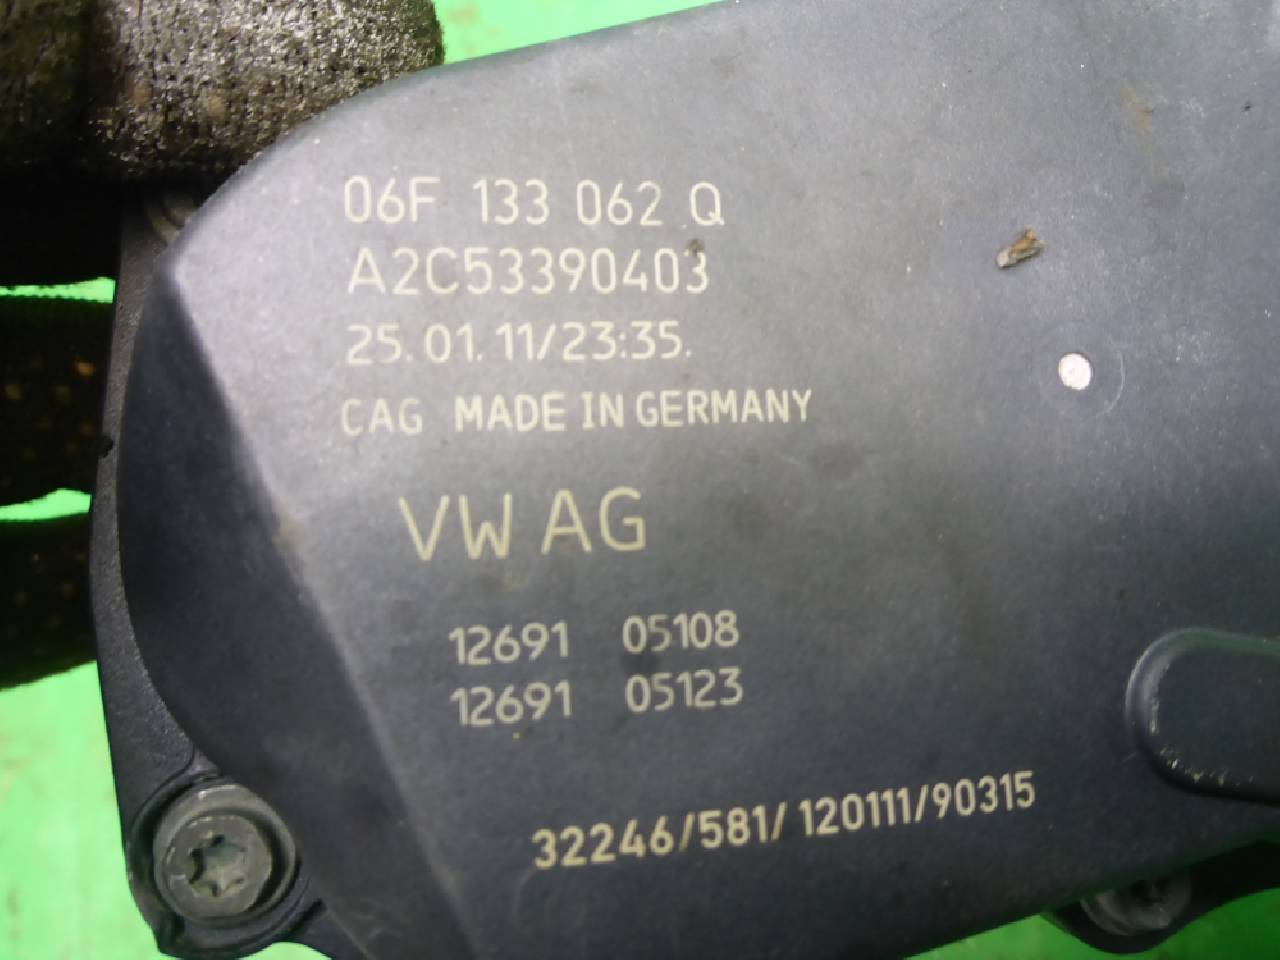 06F 133 062 Q
A2C53390403
25.01.11/23:35.
CAG MADE IN GERMANY
VW AG
12691 05108
12691 05123
32246/581/120111/90315